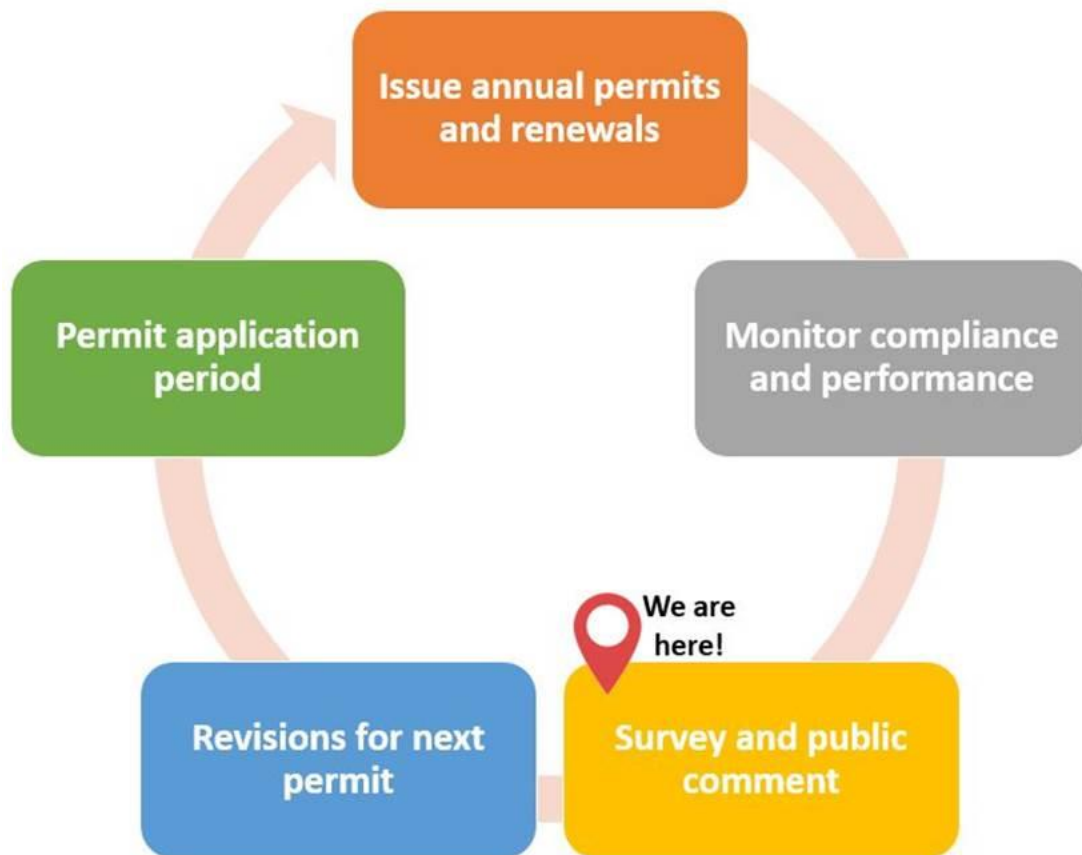 Issue annual permits
and renewals
Permit application
period
Monitor compliance
and performance
We are
here!
Revisions for next
permit
Survey and public
comment